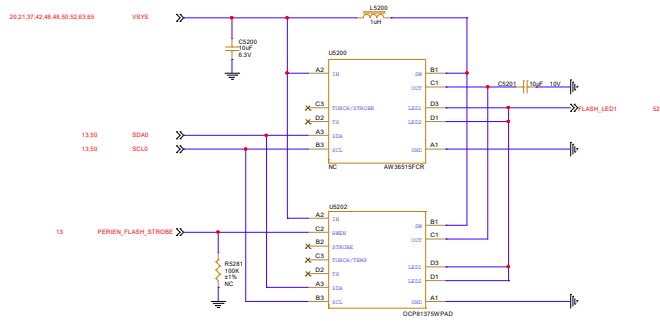 20,21,37,42,46,48,50,52,63,65 VSYS
L5200
1uH
C5200
10uF
6.3V
U5200
A2 IN SW B1
OUT C1
C5201 10uF 10V
C3 TORCH/STROBE LED1 D3
FLASH_LED1 52
D2 TX LED2 D1
13,50 SDA0
A3 SDA
13,50 SCL0
B3 SCL GND A1
NC AW36515FCR
U5202
A2 IN SW B1
13 PERIEN_FLASH_STROBE
C2 HWEN OUT C1
B2 STROBE
C3 TORCH/TEMP LED1 D3
D2 TX LED2 D1
R5281
100K
±1%
NC
A3 SDA
B3 SCL GND A1
OCP81375WPAD